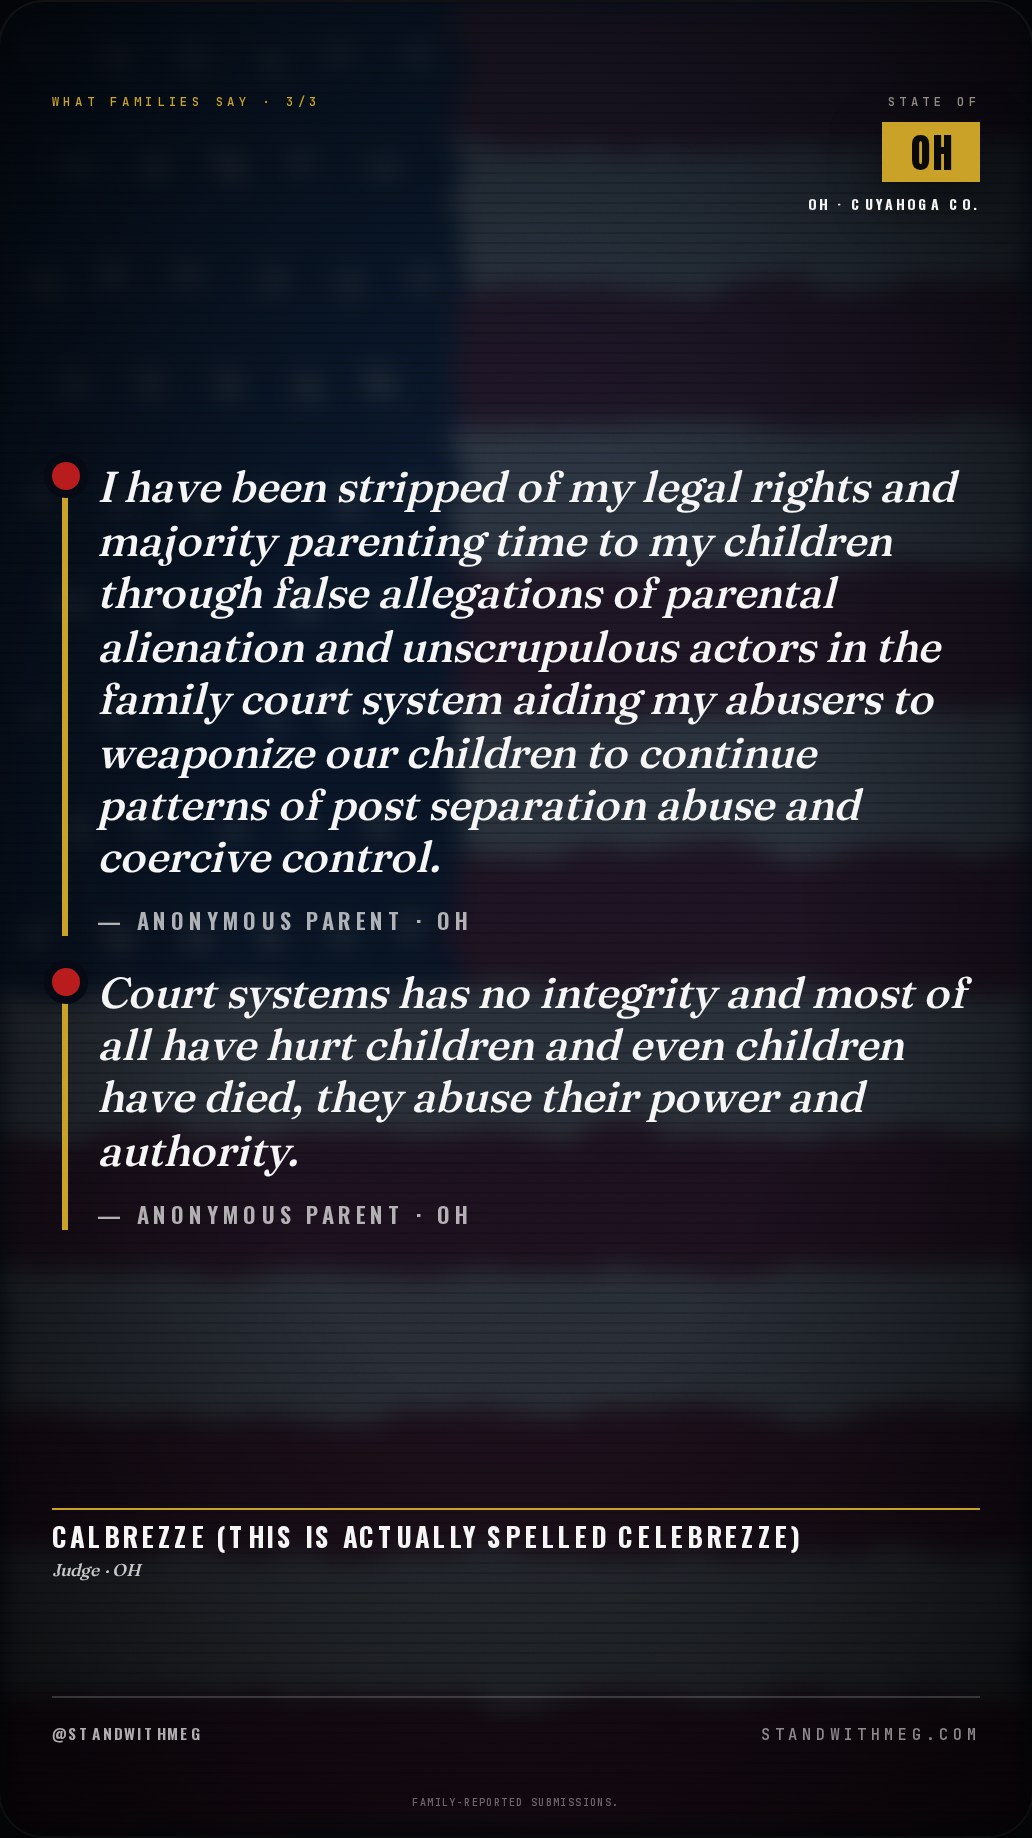 WHAT FAMILIES SAY · 3/3
STATE OF
OH
OH · CUYAHOGA CO.
I have been stripped of my legal rights and
majority parenting time to my children
through false allegations of parental
alienation and unscrupulous actors in the
family court system aiding my abusers to
weaponize our children to continue
patterns of post separation abuse and
coercive control.
— ANONYMOUS PARENT · OH
Court systems has no integrity and most of
all have hurt children and even children
have died, they abuse their power and
authority.
— ANONYMOUS PARENT · OH
CALBREZZE (THIS IS ACTUALLY SPELLED CELEBREZZE)
Judge · OH
@STANDWITHMEG
STANDWITHMEG.COM
FAMILY-REPORTED SUBMISSIONS.